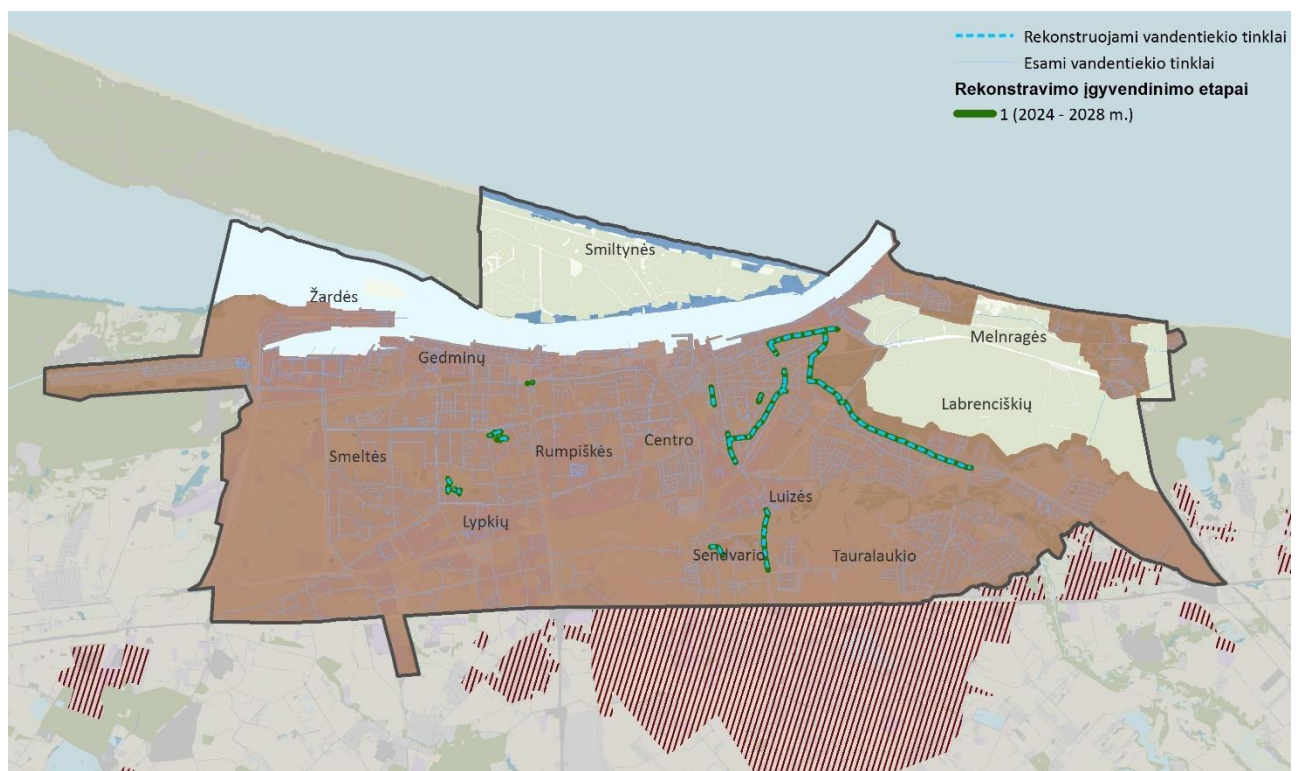 Rekonstruojami vandentiekio tinklai
Esami vandentiekio tinklai
Rekonstravimo įgyvendinimo etapai
1 (2024 - 2028 m.)
Smiltynės
Žardės
Melnragės
Gedminų
Labrenciškių
Centro
Rumpiškės
Smeltės
Luizės
Lypkių
Sendvario
Tauralaukio